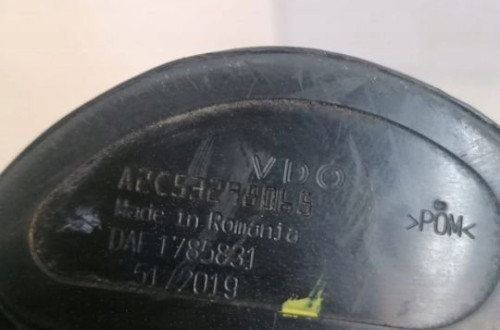 VDO
Made in Romania
>POM<
DAF 1785831
51/2019